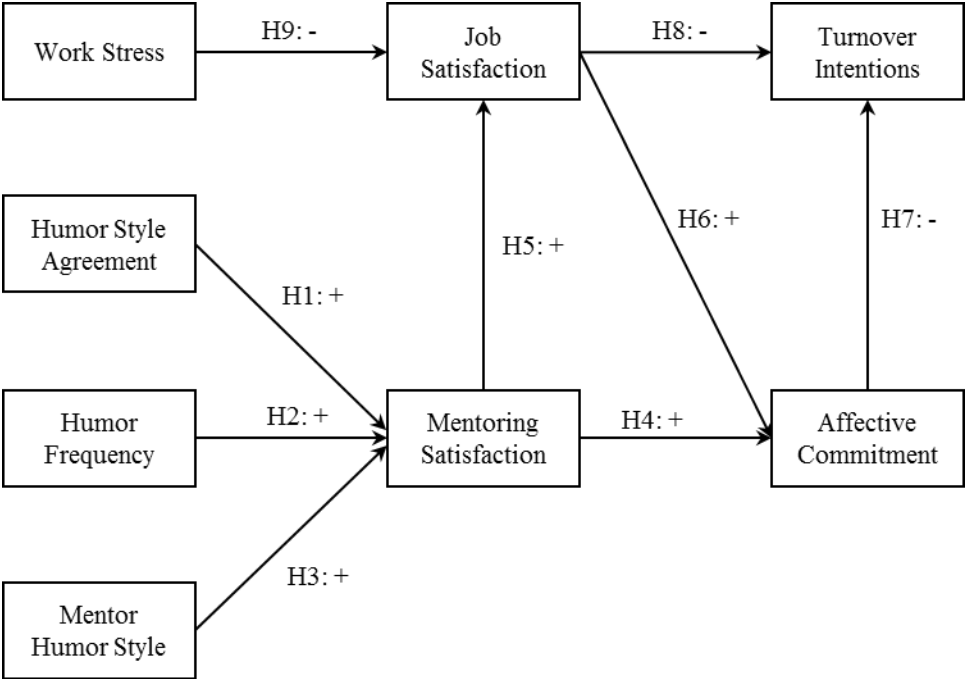 Work Stress
H9: -
Job
Satisfaction
H8: -
Turnover
Intentions
Humor Style
Agreement
H1: +
H5: +
H6: +
H7: -
Humor
Frequency
H2: +
Mentoring
Satisfaction
H4: +
Affective
Commitment
H3: +
Mentor
Humor Style